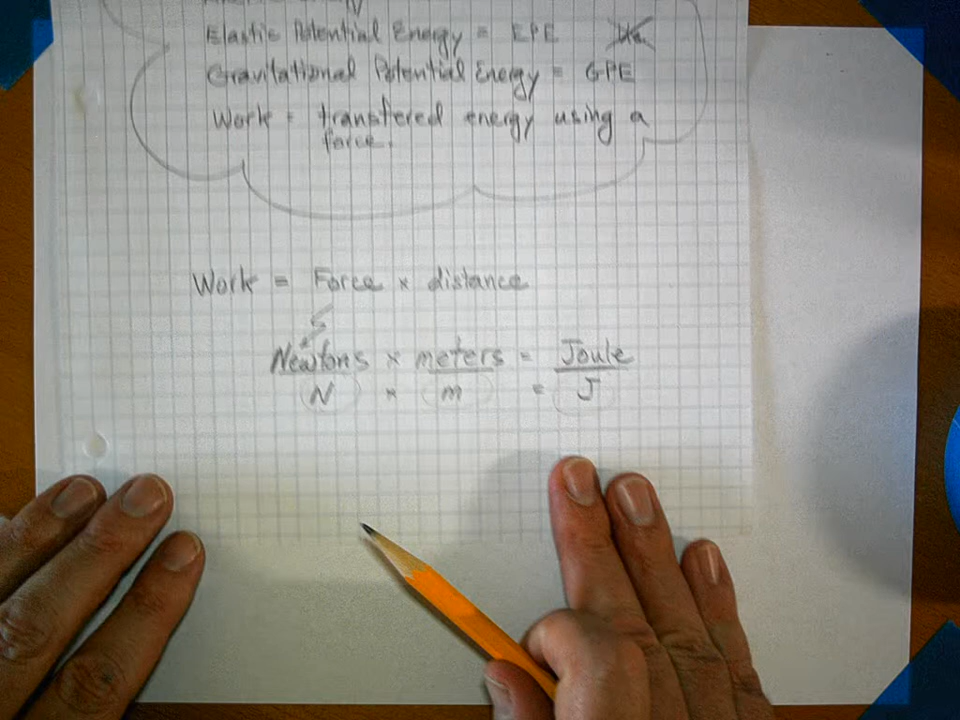 Elastic Potential Energy = EPE
Gravitational Potential Energy = GPE
Work = transfered energy using a
force.
Work = Force × distance
Newtons × meters = Joule
N × m = J